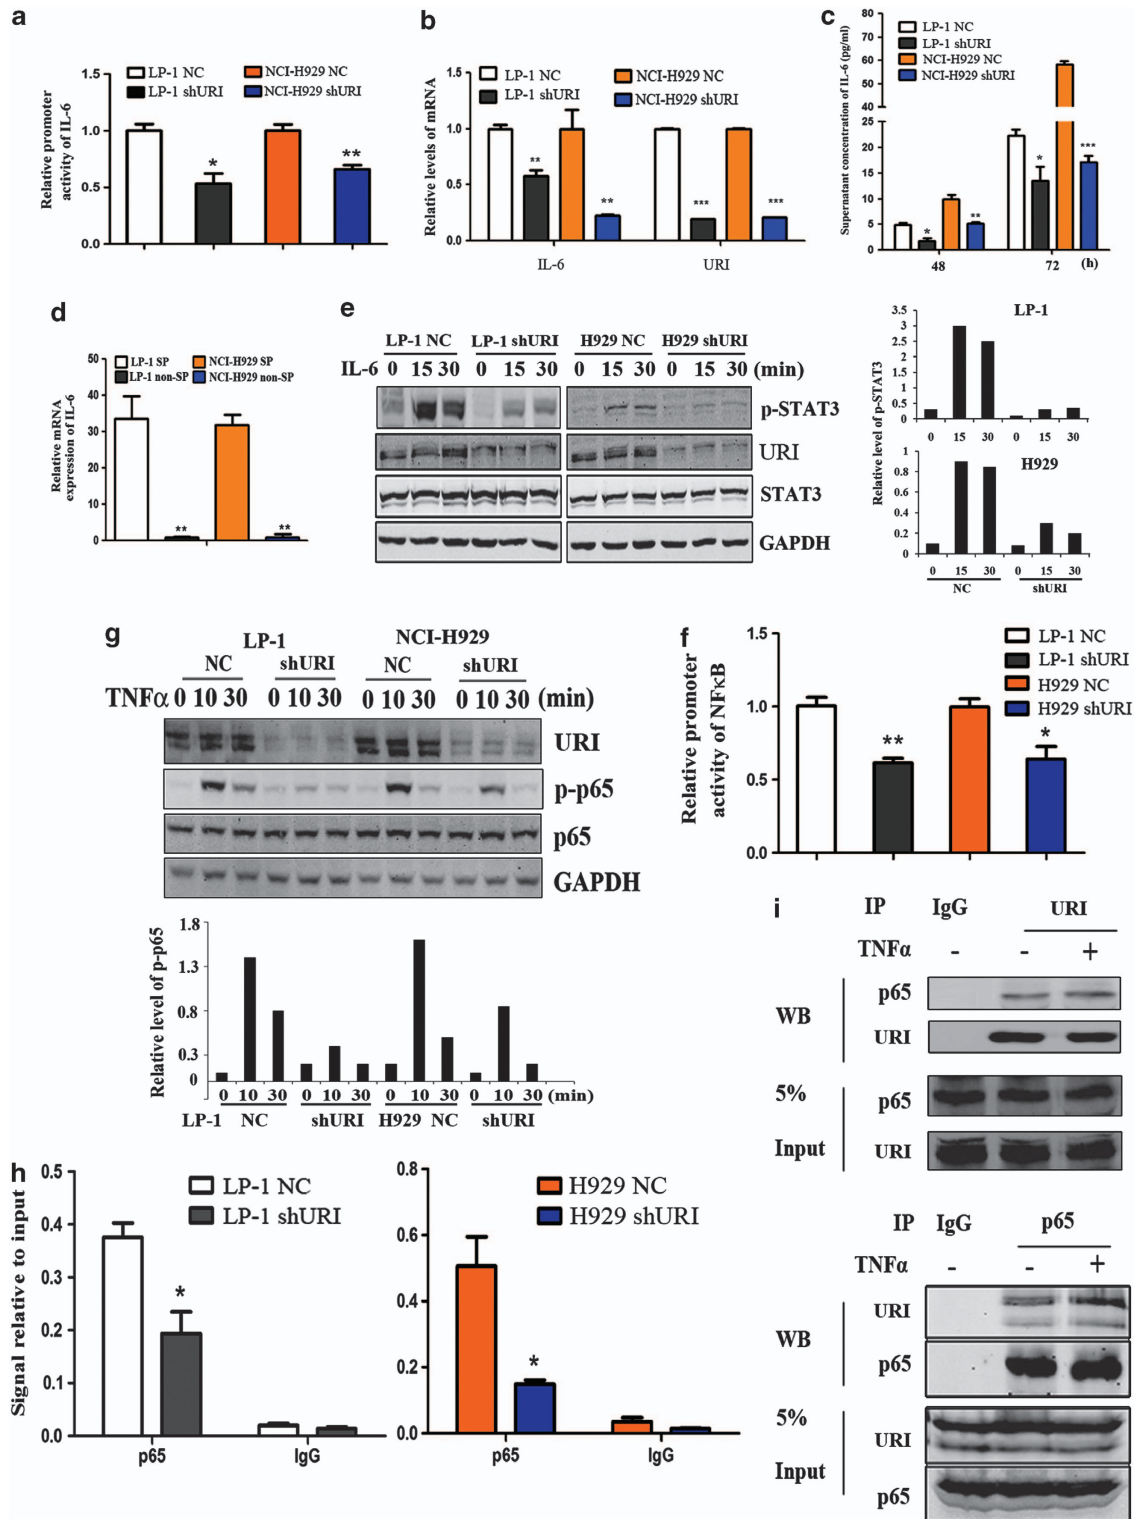 a
LP-1 NC
LP-1 shURI
NCI-H929 NC
NCI-H929 shURI
Relative promoter
activity of IL-6
1.5
1.0
0.5
0.0
*
**
b
LP-1 NC
LP-1 shURI
NCI-H929 NC
NCI-H929 shURI
Relative levels of mRNA
1.5
1.0
0.5
0.0
**
**
***
***
IL-6
URI
c
LP-1 NC
LP-1 shURI
NCI-H929 NC
NCI-H929 shURI
Supernatant concentration of IL-6 (pg/ml)
80
70
60
50
40
25
20
15
10
5
0
*
**
*
***
48
72
(h)
d
LP-1 SP
LP-1 non-SP
NCI-H929 SP
NCI-H929 non-SP
Relative mRNA
expression of IL-6
50
40
30
20
10
0
**
**
e
LP-1 NC LP-1 shURI H929 NC H929 shURI
IL-6 0 15 30 0 15 30 0 15 30 0 15 30 (min)
p-STAT3
URI
STAT3
GAPDH
Relative level of p-STAT3
LP-1
3.5
3
2.5
2
1.5
1
0.5
0
0 15 30 0 15 30
H929
1
0.8
0.6
0.4
0.2
0
0 15 30 0 15 30
NC shURI
g
LP-1 NCI-H929
NC shURI NC shURI
TNFα 0 10 30 0 10 30 0 10 30 0 10 30 (min)
URI
p-p65
p65
GAPDH
Relative level of p-p65
1.8
1.3
0.8
0.3
0
0 10 30 0 10 30 0 10 30 0 10 30 (min)
LP-1 NC shURI H929 NC shURI
f
LP-1 NC
LP-1 shURI
H929 NC
H929 shURI
Relative promoter
activity of NFκB
1.5
1.0
0.5
0.0
**
*
h
LP-1 NC
LP-1 shURI
Signal relative to input
0.5
0.4
0.3
0.2
0.1
0.0
*
p65
IgG
H929 NC
H929 shURI
0.8
0.6
0.4
0.2
0.0
*
p65
IgG
i
IP IgG URI
TNFα - - +
WB
p65
URI
5%
Input
p65
URI
IP IgG p65
TNFα - - +
WB
URI
p65
5%
Input
URI
p65